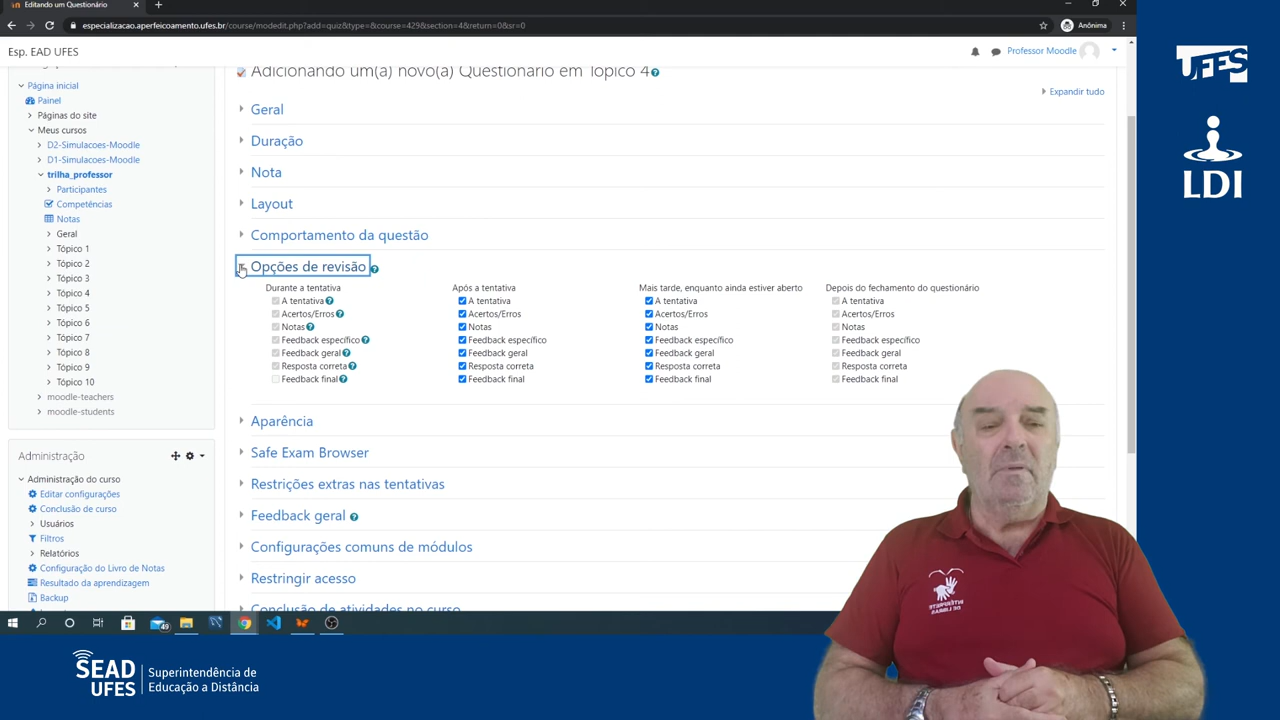 Editando um Questionário
especializacao.aperfeicoamento.ufes.br/course/modedit.php?add=quiz&type=&course=429&section=4&return=0&sr=0
Anônima
Esp. EAD UFES
Professor Moodle
UFES
LDI
Página inicial
Painel
Páginas do site
Meus cursos
D2-Simulacoes-Moodle
D1-Simulacoes-Moodle
trilha_professor
Participantes
Competências
Notas
Geral
Tópico 1
Tópico 2
Tópico 3
Tópico 4
Tópico 5
Tópico 6
Tópico 7
Tópico 8
Tópico 9
Tópico 10
moodle-teachers
moodle-students
Administração
Administração do curso
Editar configurações
Conclusão de curso
Usuários
Filtros
Relatórios
Configuração do Livro de Notas
Resultado da aprendizagem
Backup
Adicionando um(a) novo(a) Questionário em Tópico 4
Expandir tudo
Geral
Duração
Nota
Layout
Comportamento da questão
Opções de revisão
Durante a tentativa
A tentativa
Acertos/Erros
Notas
Feedback específico
Feedback geral
Resposta correta
Feedback final
Após a tentativa
A tentativa
Acertos/Erros
Notas
Feedback específico
Feedback geral
Resposta correta
Feedback final
Mais tarde, enquanto ainda estiver aberto
A tentativa
Acertos/Erros
Notas
Feedback específico
Feedback geral
Resposta correta
Feedback final
Depois do fechamento do questionário
A tentativa
Acertos/Erros
Notas
Feedback específico
Feedback geral
Resposta correta
Feedback final
Aparência
Safe Exam Browser
Restrições extras nas tentativas
Feedback geral
Configurações comuns de módulos
Restringir acesso
Conclusão de atividades no curso
49
INTÉRPRETE
DE LIBRAS
SEAD
UFES
Superintendência de
Educação a Distância